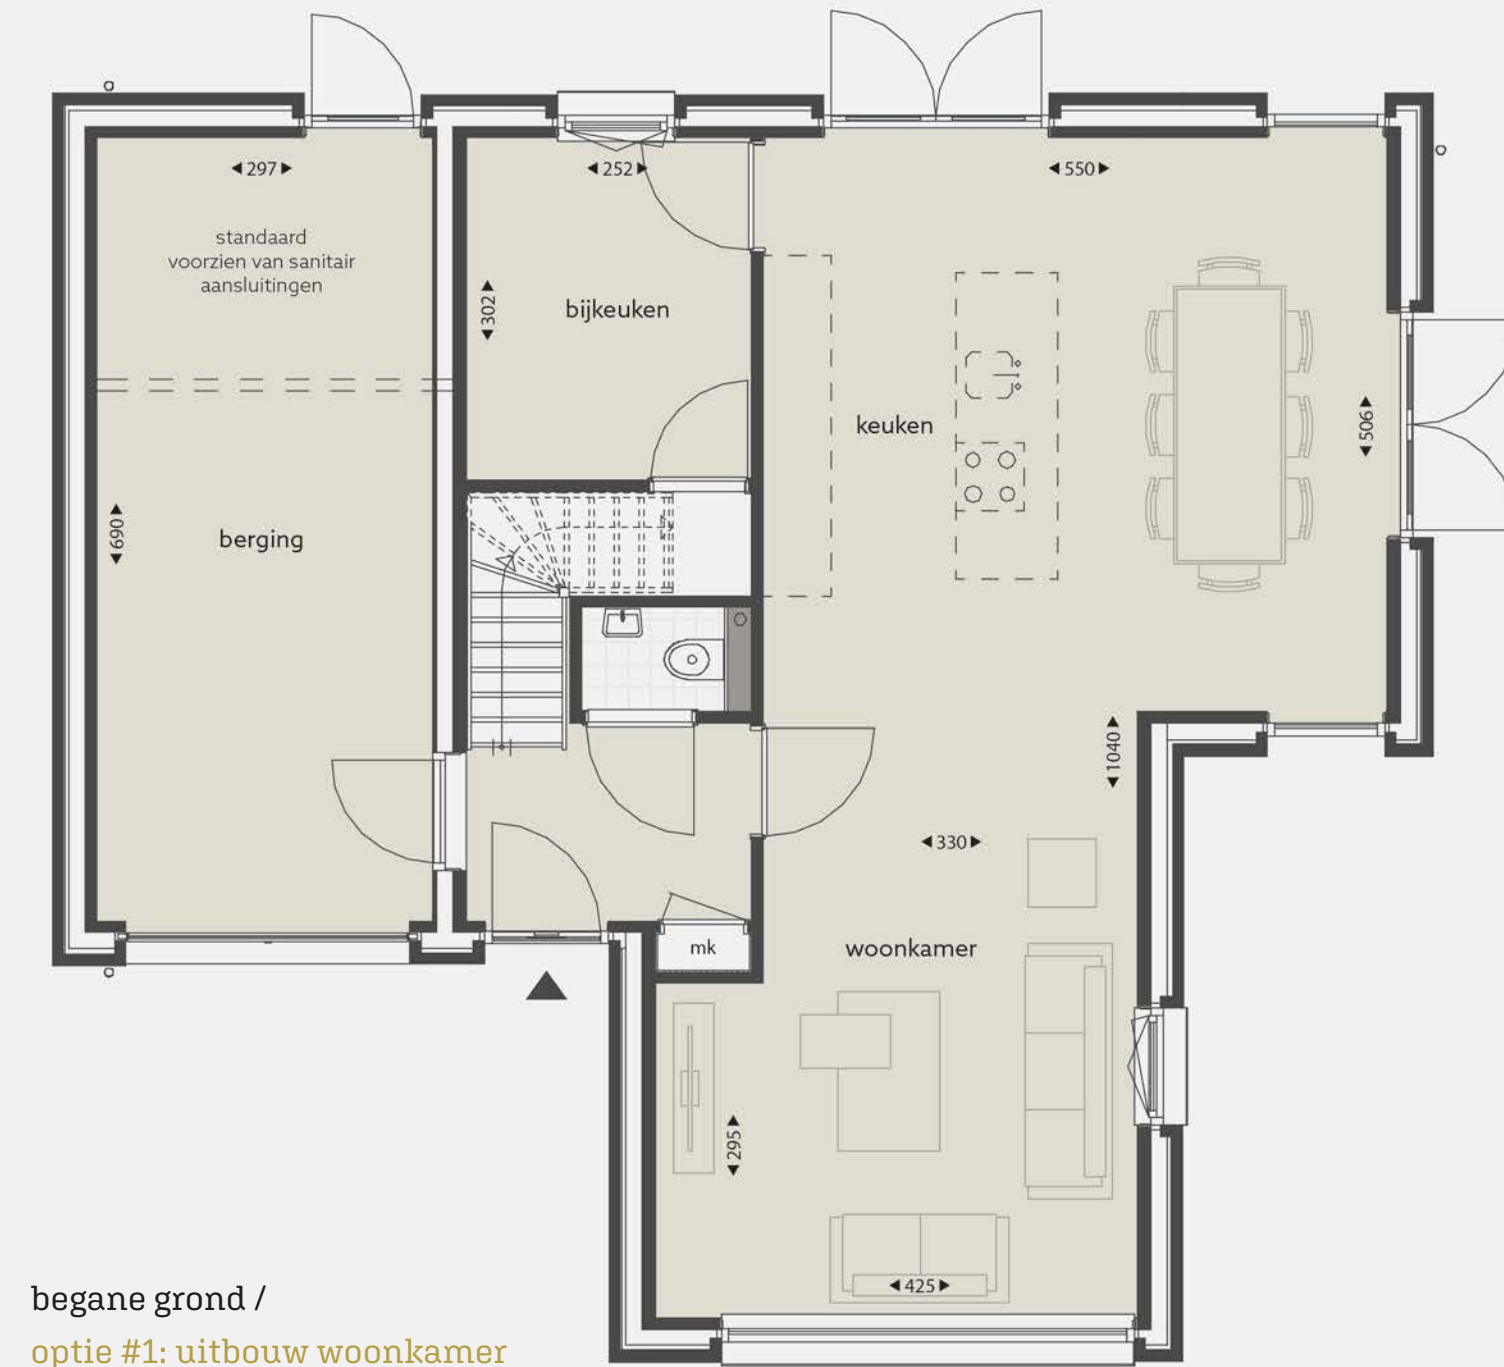 297
252
550
standaard
voorzien van sanitair
aansluitingen
302
bijkeuken
keuken
506
690
berging
1040
330
mk
woonkamer
295
425
begane grond /
optie #1: uitbouw woonkamer